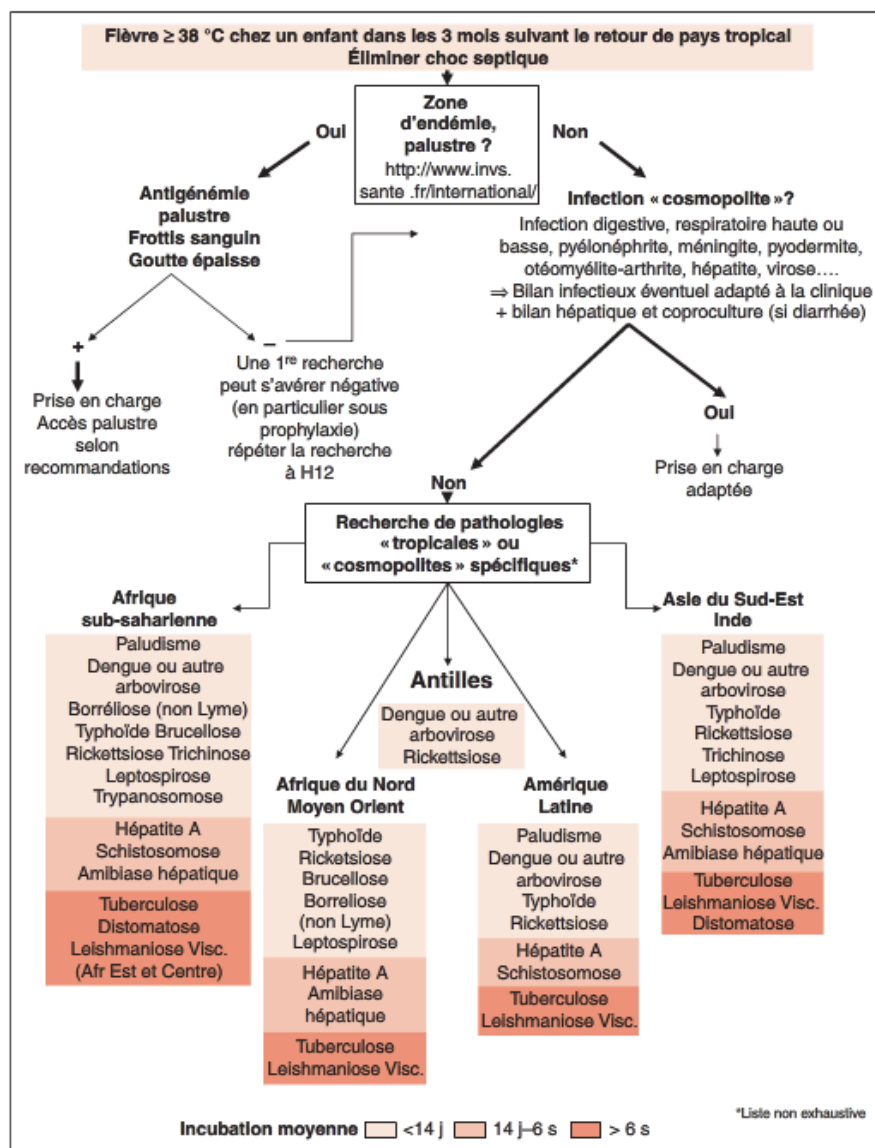 Fièvre ≥ 38 °C chez un enfant dans les 3 mois suivant le retour de pays tropical
Éliminer choc septique
Zone
d'endémie,
palustre ?
http://www.invs.
sante .fr/international/
Oui
Non
Antigénémie
palustre
Frottis sanguin
Goutte épaisse
Infection « cosmopolite »?
Infection digestive, respiratoire haute ou
basse, pyélonéphrite, méningite, pyodermite,
otéomyélite-arthrite, hépatite, virose….
⇒ Bilan infectieux éventuel adapté à la clinique
+ bilan hépatique et coproculture (si diarrhée)
+
Prise en charge
Accès palustre
selon
recommandations
–
Une 1re recherche
peut s'avérer négative
(en particulier sous
prophylaxie)
répéter la recherche
à H12
Oui
Prise en charge
adaptée
Non
Recherche de pathologies
« tropicales » ou
« cosmopolites » spécifiques*
Afrique
sub-saharienne
Paludisme
Dengue ou autre
arbovirose
Borréliose (non Lyme)
Typhoïde Brucellose
Rickettsiose Trichinose
Leptospirose
Trypanosomose
Hépatite A
Schistosomose
Amibiase hépatique
Tuberculose
Distomatose
Leishmaniose Visc.
(Afr Est et Centre)
Afrique du Nord
Moyen Orient
Typhoïde
Ricketsiose
Brucellose
Borreliose
(non Lyme)
Leptospirose
Hépatite A
Amibiase
hépatique
Tuberculose
Leishmaniose Visc.
Antilles
Dengue ou autre
arbovirose
Rickettsiose
Amérique
Latine
Paludisme
Dengue ou autre
arbovirose
Typhoïde
Rickettsiose
Hépatite A
Schistosomose
Tuberculose
Leishmaniose Visc.
Asie du Sud-Est
Inde
Paludisme
Dengue ou autre
arbovirose
Typhoïde
Rickettsiose
Trichinose
Leptospirose
Hépatite A
Schistosomose
Amibiase hépatique
Tuberculose
Leishmaniose Visc.
Distomatose
*Liste non exhaustive
Incubation moyenne <14 j 14 j–6 s > 6 s